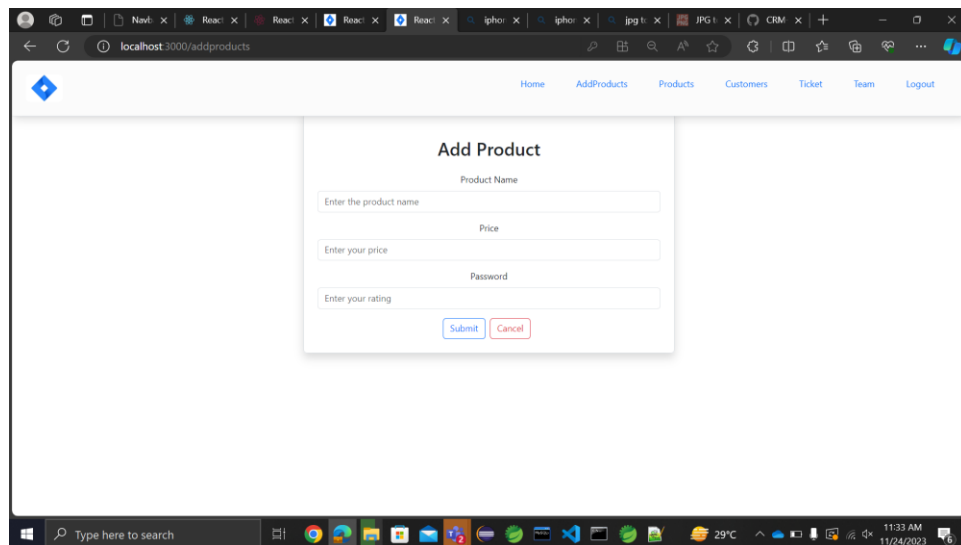 Navb
React
React
React
React
iphor
iphor
jpg to
JPG to
CRM
localhost:3000/addproducts
Home AddProducts Products Customers Ticket Team Logout
Add Product
Product Name
Enter the product name
Price
Enter your price
Password
Enter your rating
Submit Cancel
Type here to search
29°C
11:33 AM
11/24/2023